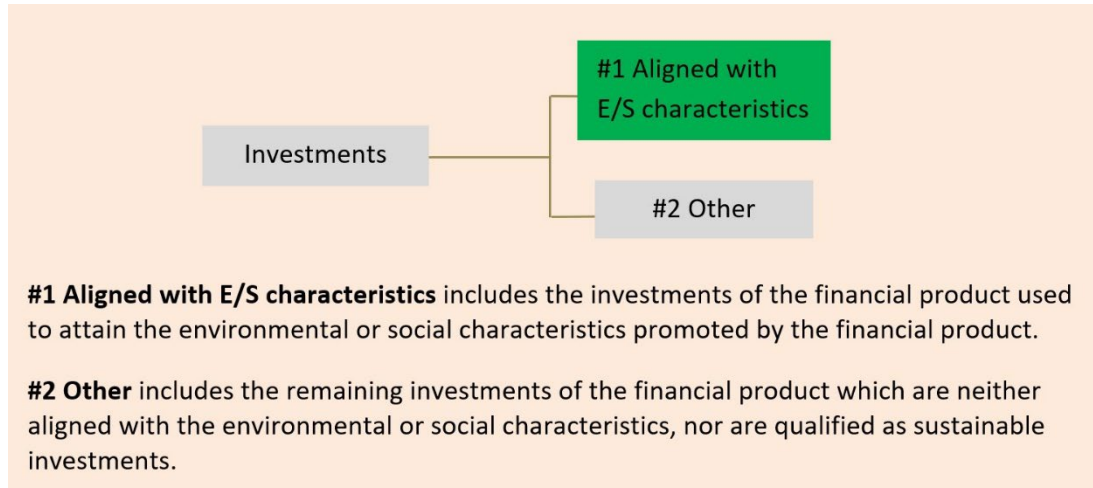 #1 Aligned with
E/S characteristics
Investments
#2 Other
#1 Aligned with E/S characteristics includes the investments of the financial product used
to attain the environmental or social characteristics promoted by the financial product.
#2 Other includes the remaining investments of the financial product which are neither
aligned with the environmental or social characteristics, nor are qualified as sustainable
investments.